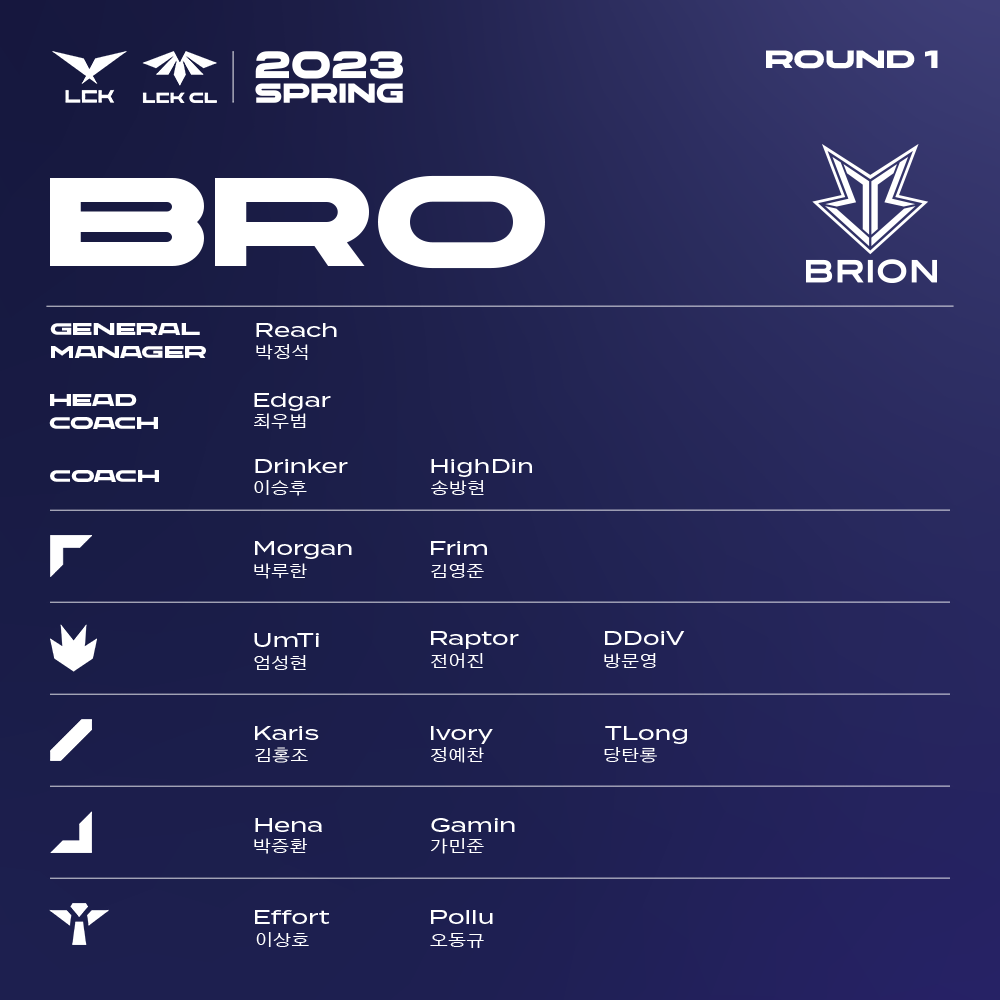 LCK LCK CL 2023 SPRING
ROUND 1
BRO
BRION
GENERAL MANAGER
Reach
박정석
HEAD COACH
Edgar
최우범
COACH
Drinker HighDin
이승후 송방현
Morgan Frim
박루한 김영준
UmTi Raptor DDoiV
엄성현 전어진 방문영
Karis Ivory TLong
김홍조 정예찬 당탄롱
Hena Gamin
박증환 가민준
Effort Pollu
이상호 오동규